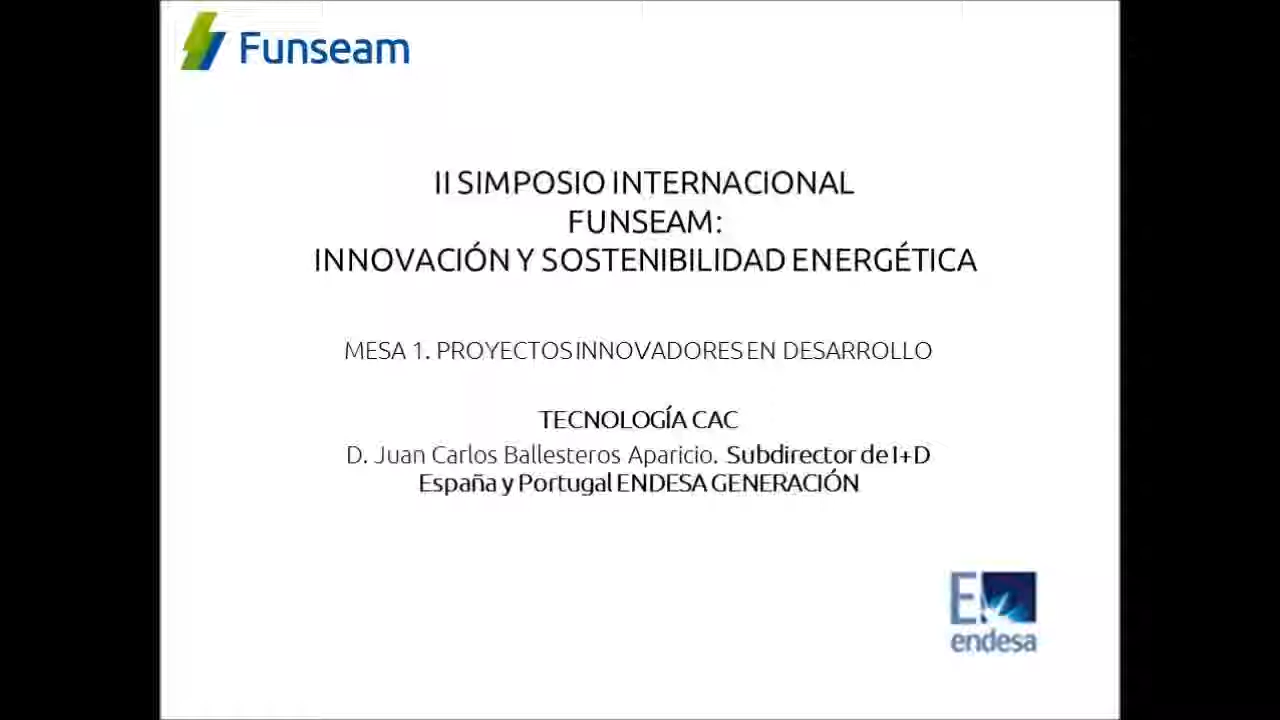 Funseam
II SIMPOSIO INTERNACIONAL
FUNSEAM:
INNOVACIÓN Y SOSTENIBILIDAD ENERGÉTICA
MESA 1. PROYECTOS INNOVADORES EN DESARROLLO
TECNOLOGÍA CAC
D. Juan Carlos Ballesteros Aparicio. Subdirector de I+D
España y Portugal ENDESA GENERACIÓN
E
endesa